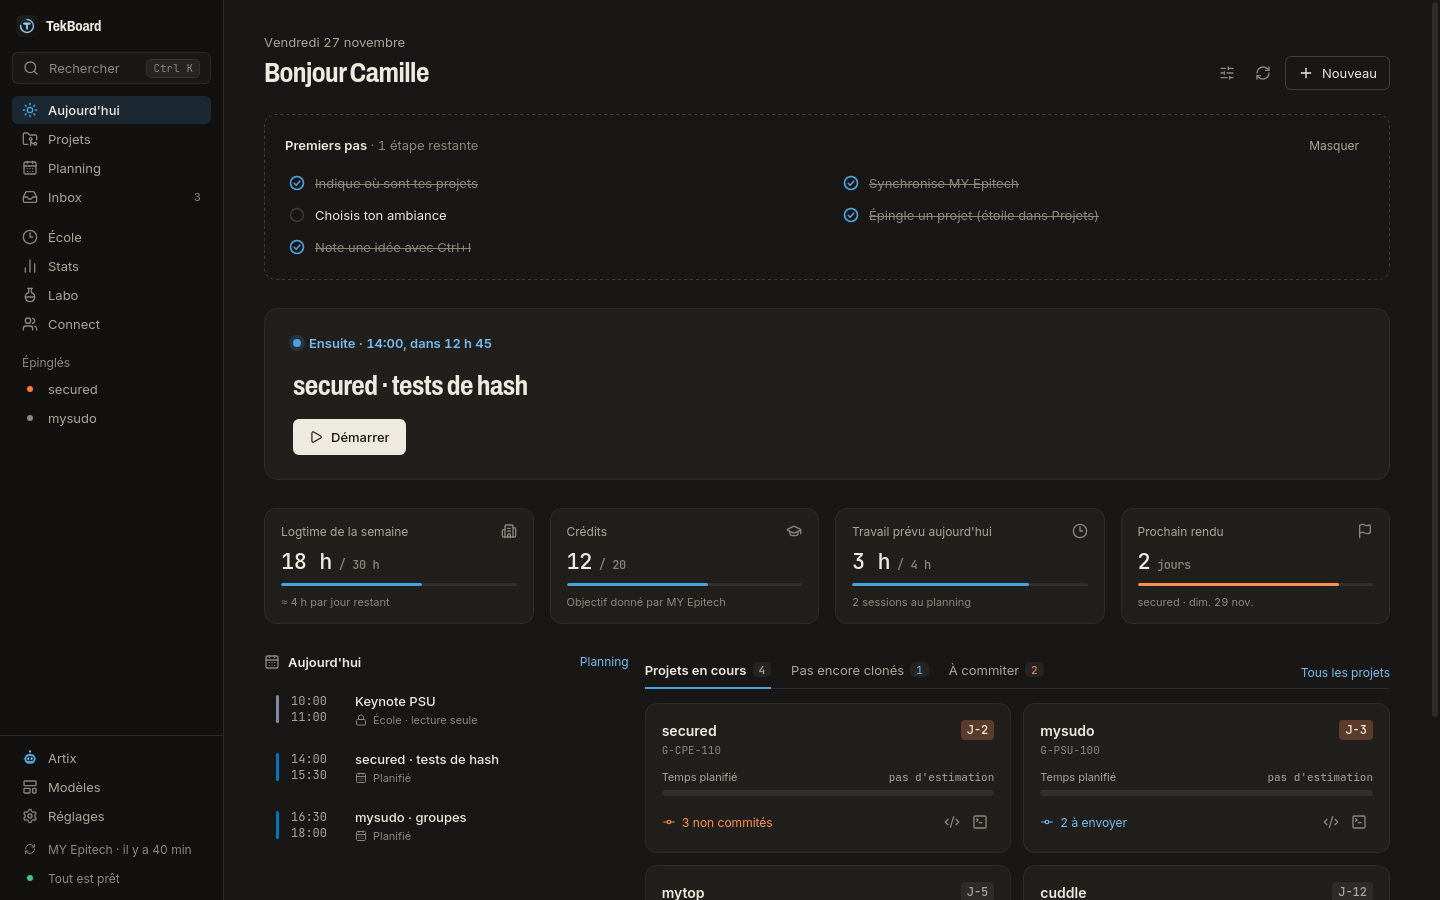 TekBoard
Rechercher Ctrl K
Aujourd'hui
Projets
Planning
Inbox 3
École
Stats
Labo
Connect
Épinglés
secured
mysudo
Artix
Modèles
Réglages
MY Epitech · il y a 40 min
Tout est prêt
Vendredi 27 novembre
Bonjour Camille
Nouveau
Premiers pas · 1 étape restante
Masquer
Indique où sont tes projets
Synchronise MY Epitech
Choisis ton ambiance
Épingle un projet (étoile dans Projets)
Note une idée avec Ctrl+I
Ensuite · 14:00, dans 12 h 45
secured · tests de hash
Démarrer
Logtime de la semaine
18 h / 30 h
≈ 4 h par jour restant
Crédits
12 / 20
Objectif donné par MY Epitech
Travail prévu aujourd'hui
3 h / 4 h
2 sessions au planning
Prochain rendu
2 jours
secured · dim. 29 nov.
Aujourd'hui
Planning
10:00 Keynote PSU
11:00 École · lecture seule
14:00 secured · tests de hash
15:30 Planifié
16:30 mysudo · groupes
18:00 Planifié
Projets en cours 4
Pas encore clonés 1
À commiter 2
Tous les projets
secured J-2
G-CPE-110
Temps planifié pas d'estimation
3 non commités
mysudo J-3
G-PSU-100
Temps planifié pas d'estimation
2 à envoyer
mytop J-5
cuddle J-12